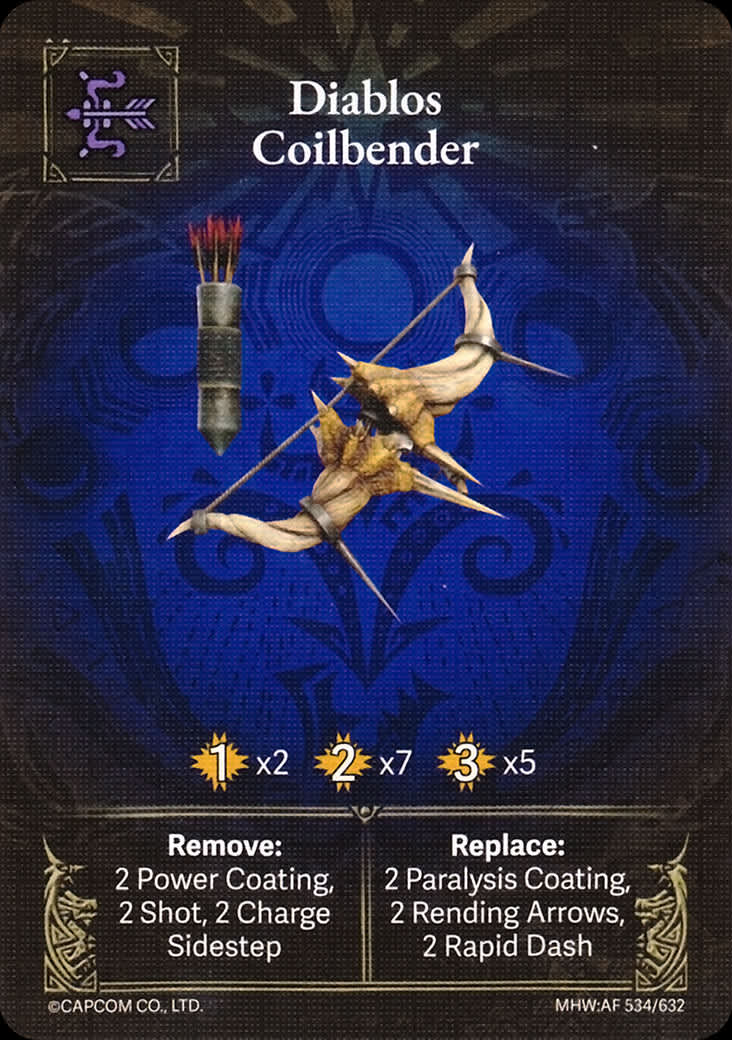 Diablos
Coilbender
1 x2 2 x7 3 x5
Remove:
2 Power Coating,
2 Shot, 2 Charge
Sidestep
Replace:
2 Paralysis Coating,
2 Rending Arrows,
2 Rapid Dash
©CAPCOM CO., LTD.
MHW:AF 534/632